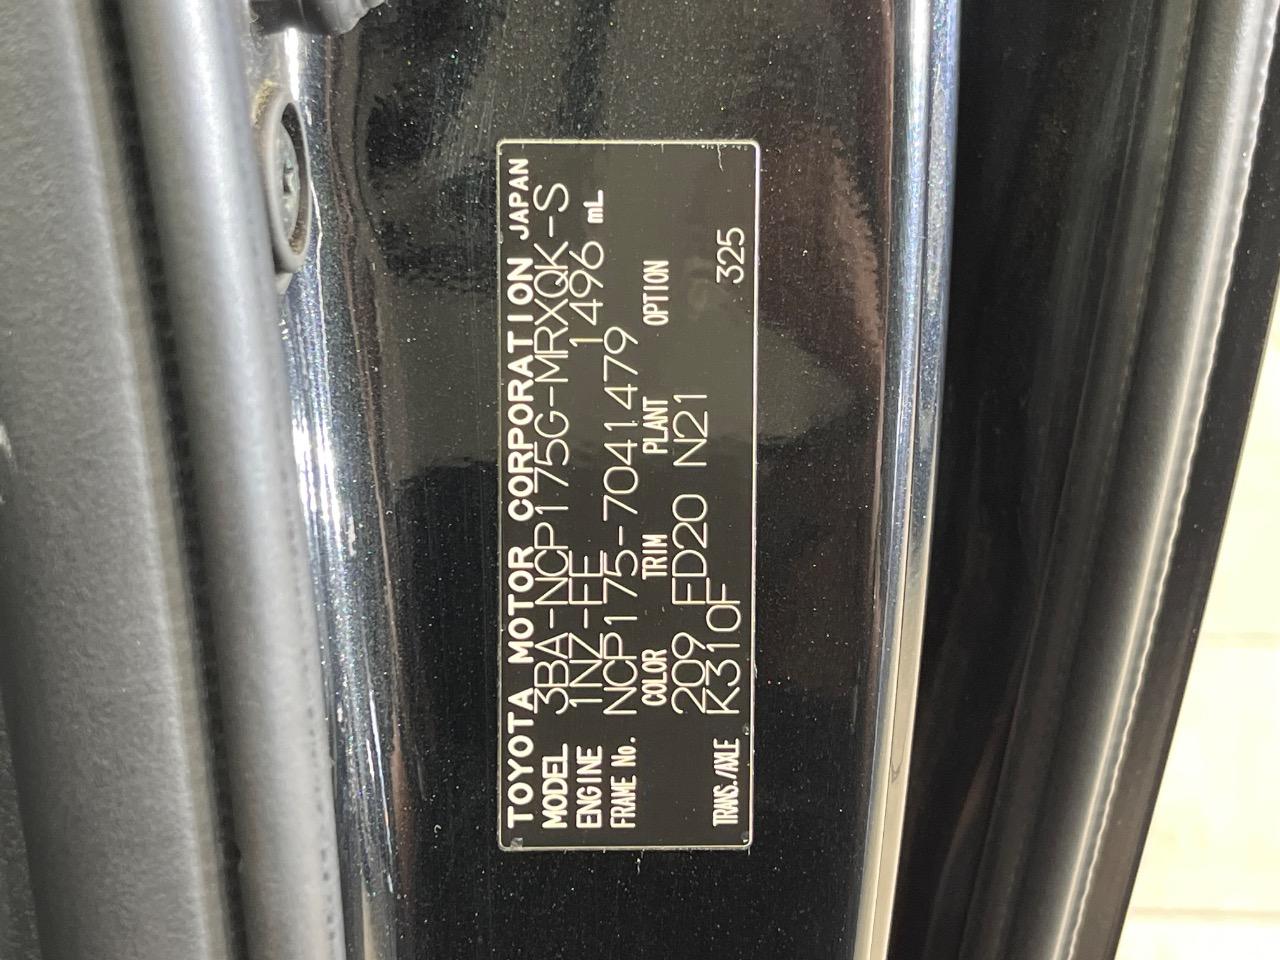 TOYOTA MOTOR CORPORATION JAPAN
MODEL 3BA-NCP175G-MRXQK-S
ENGINE 1NZ-FE 1496 mL
FRAME No. NCP175-7041479
COLOR TRIM PLANT OPTION
209 FD20 N21
TRANS./AXLE K310F 325